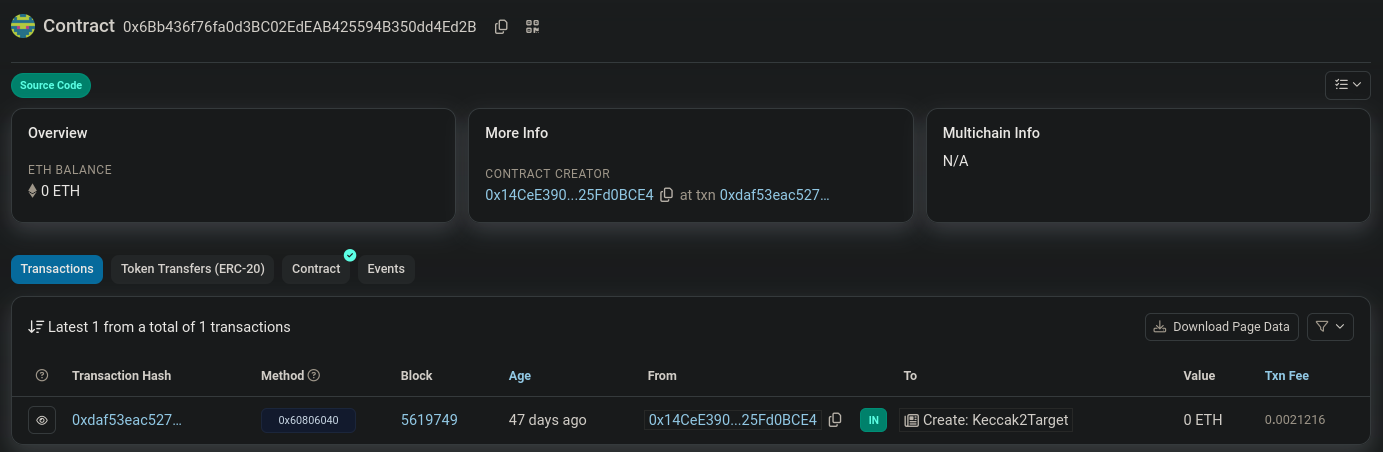 Contract 0x6Bb436f76fa0d3BC02EdEAB425594B350dd4Ed2B
Source Code
Overview
ETH BALANCE
0 ETH
More Info
CONTRACT CREATOR
0x14CeE390...25Fd0BCE4 at txn 0xdaf53eac527...
Multichain Info
N/A
Transactions Token Transfers (ERC-20) Contract Events
Latest 1 from a total of 1 transactions
Download Page Data
Transaction Hash Method Block Age From To Value Txn Fee
0xdaf53eac527... 0x60806040 5619749 47 days ago 0x14CeE390...25Fd0BCE4 IN Create: Keccak2Target 0 ETH 0.0021216